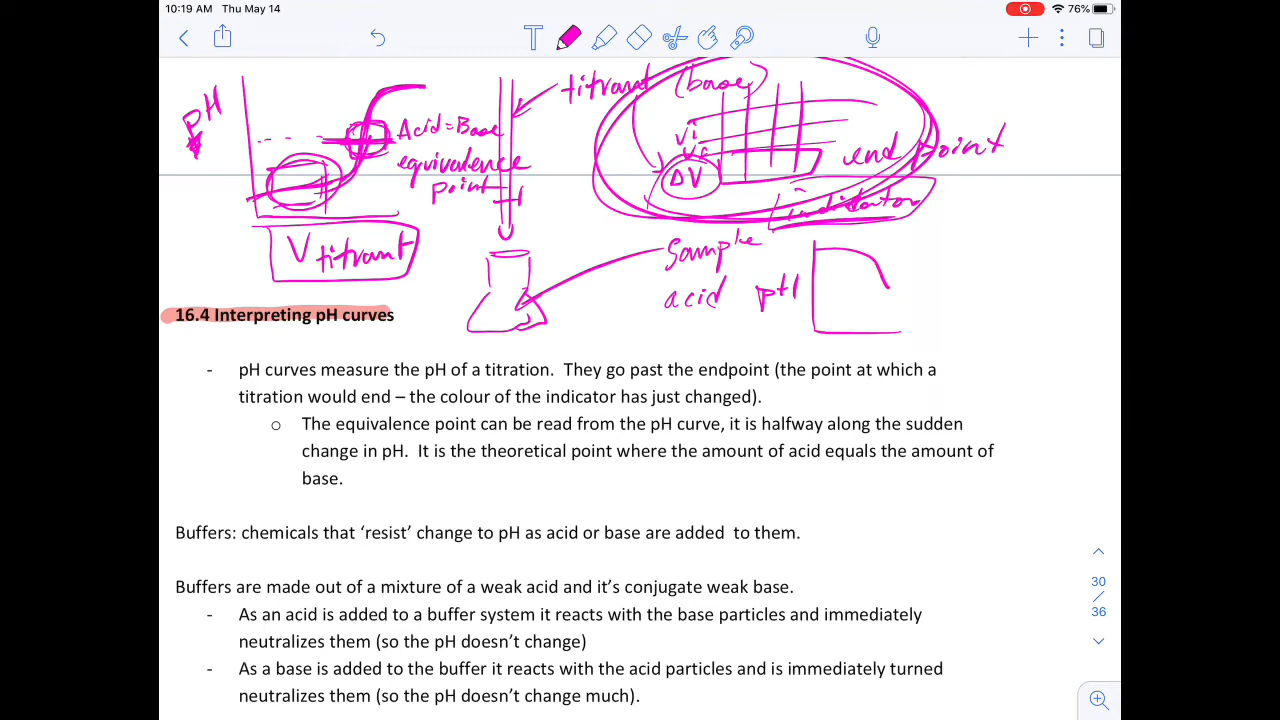 10:19 AM Thu May 14
76%
T
pH
Acid=Base
equivalence
point
titrant (base)
Vi
ΔV
end point
indicator
V titrant
Sample
acid
pH
16.4 Interpreting pH curves
- pH curves measure the pH of a titration. They go past the endpoint (the point at which a
titration would end – the colour of the indicator has just changed).
o The equivalence point can be read from the pH curve, it is halfway along the sudden
change in pH. It is the theoretical point where the amount of acid equals the amount of
base.
Buffers: chemicals that ‘resist’ change to pH as acid or base are added to them.
Buffers are made out of a mixture of a weak acid and it’s conjugate weak base.
- As an acid is added to a buffer system it reacts with the base particles and immediately
neutralizes them (so the pH doesn’t change)
- As a base is added to the buffer it reacts with the acid particles and is immediately turned
neutralizes them (so the pH doesn’t change much).
30
/
36